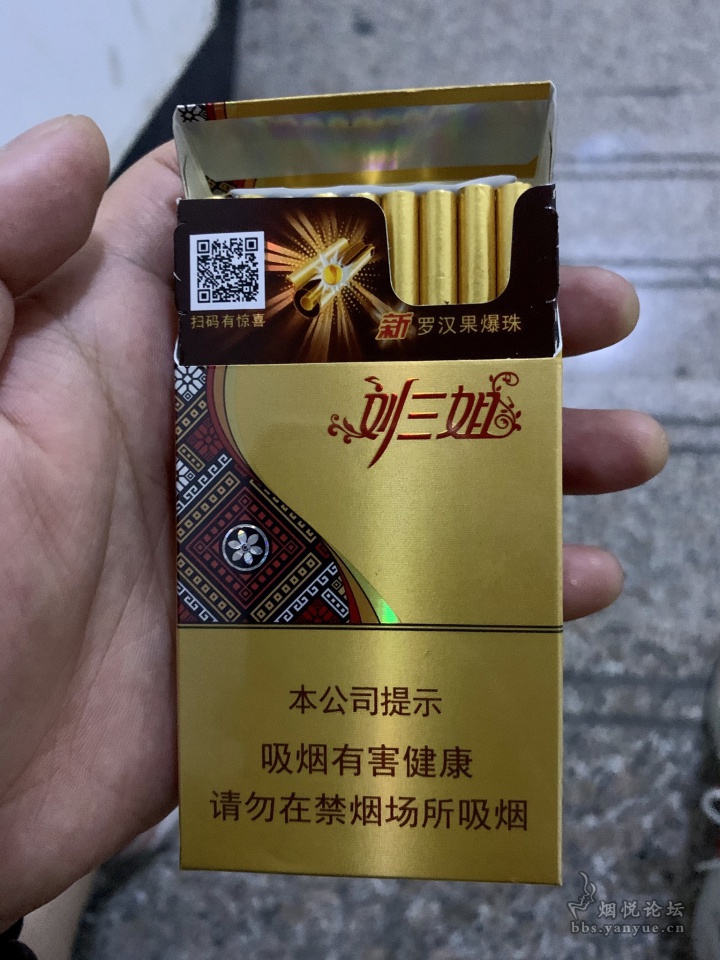 扫码有惊喜
新 罗汉果爆珠
刘三姐
本公司提示
吸烟有害健康
请勿在禁烟场所吸烟
烟悦论坛
bbs.yanyue.cn